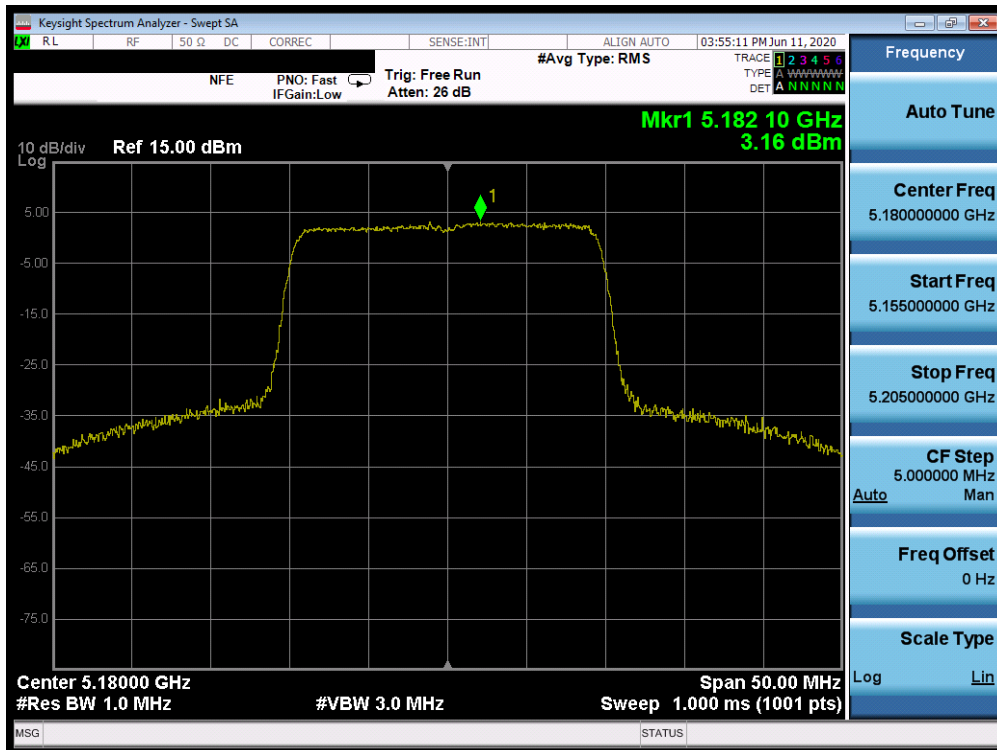 Keysight Spectrum Analyzer - Swept SA
LXI RL RF 50 Ω DC CORREC SENSE:INT ALIGN AUTO 03:55:11 PM Jun 11, 2020
#Avg Type: RMS
TRACE 1 2 3 4 5 6
NFE PNO: Fast Trig: Free Run
TYPE A WWWWW
IFGain:Low Atten: 26 dB
DET A N N N N N
Mkr1 5.182 10 GHz
3.16 dBm
10 dB/div Ref 15.00 dBm
Log
1
5.00
-5.00
-15.0
-25.0
-35.0
-45.0
-55.0
-65.0
-75.0
Center 5.18000 GHz Span 50.00 MHz
#Res BW 1.0 MHz #VBW 3.0 MHz Sweep 1.000 ms (1001 pts)
MSG STATUS
Frequency
Auto Tune
Center Freq
5.180000000 GHz
Start Freq
5.155000000 GHz
Stop Freq
5.205000000 GHz
CF Step
5.000000 MHz
Auto Man
Freq Offset
0 Hz
Scale Type
Log Lin